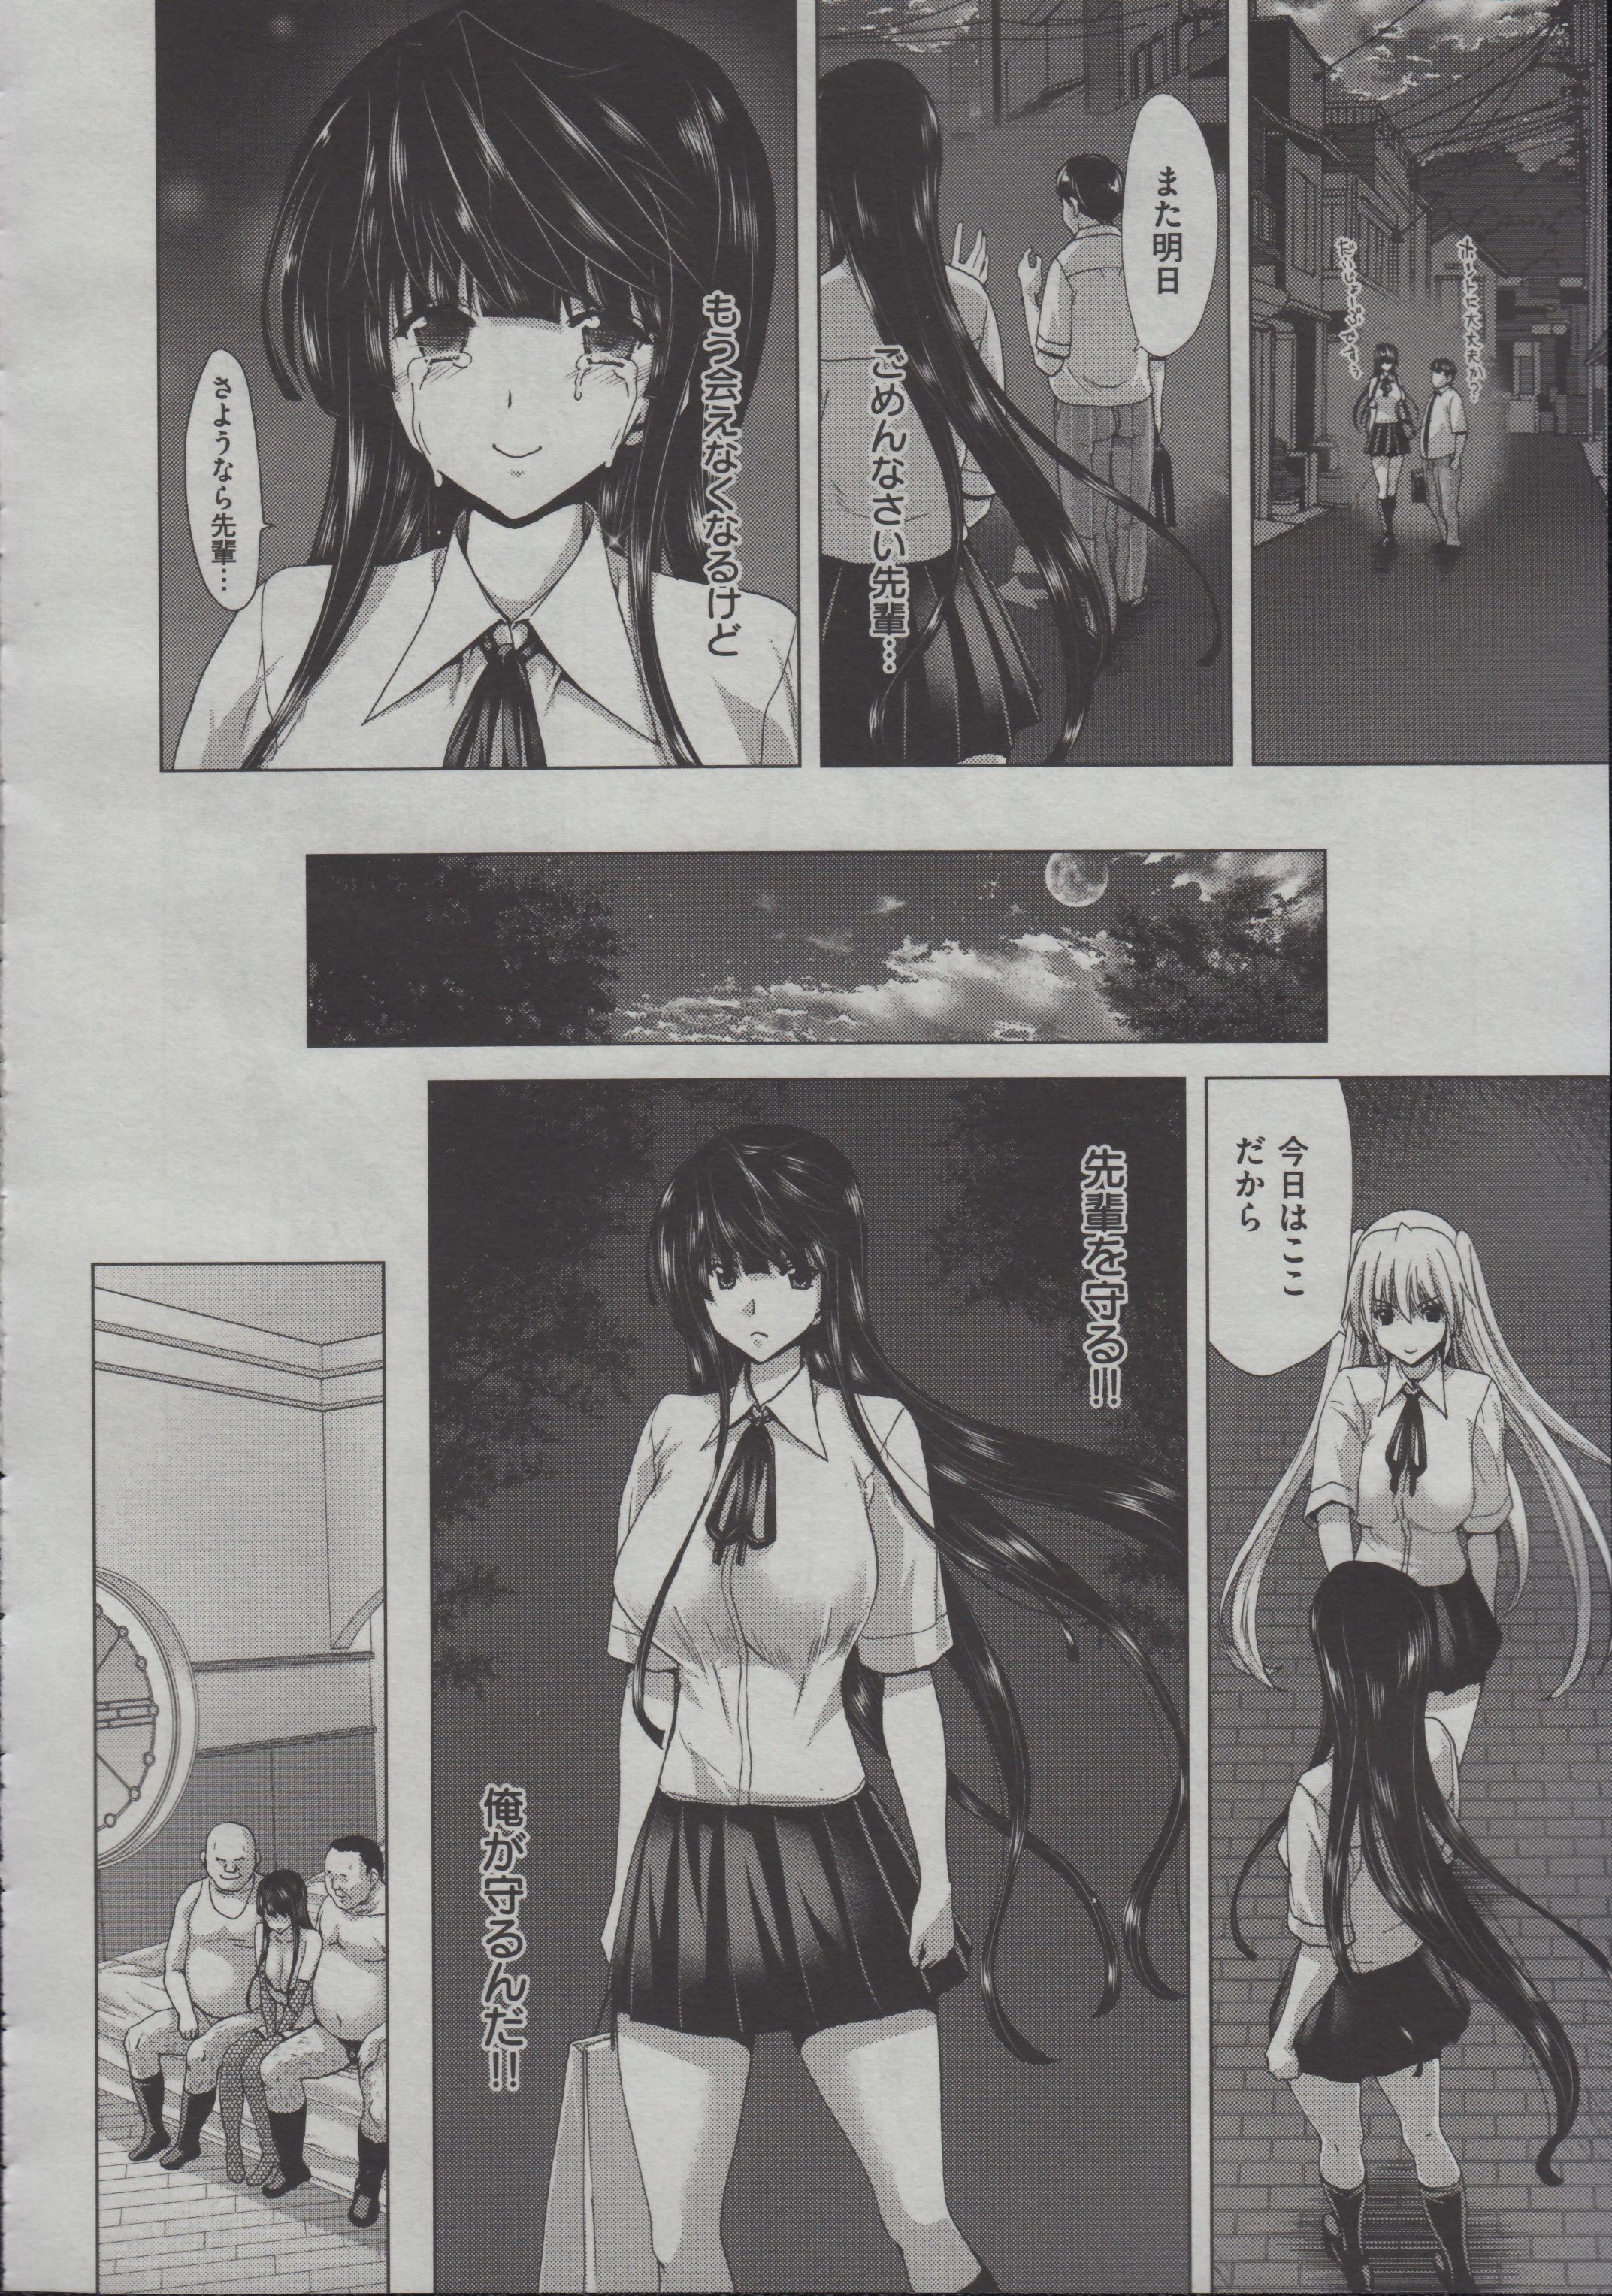 ホントに大丈夫か?
だいじょーぶですっ
また明日
ごめんなさい先輩…
もう会えなくなるけど
さようなら先輩…
今日はここ
だから
先輩を守る!!
俺が守るんだ!!